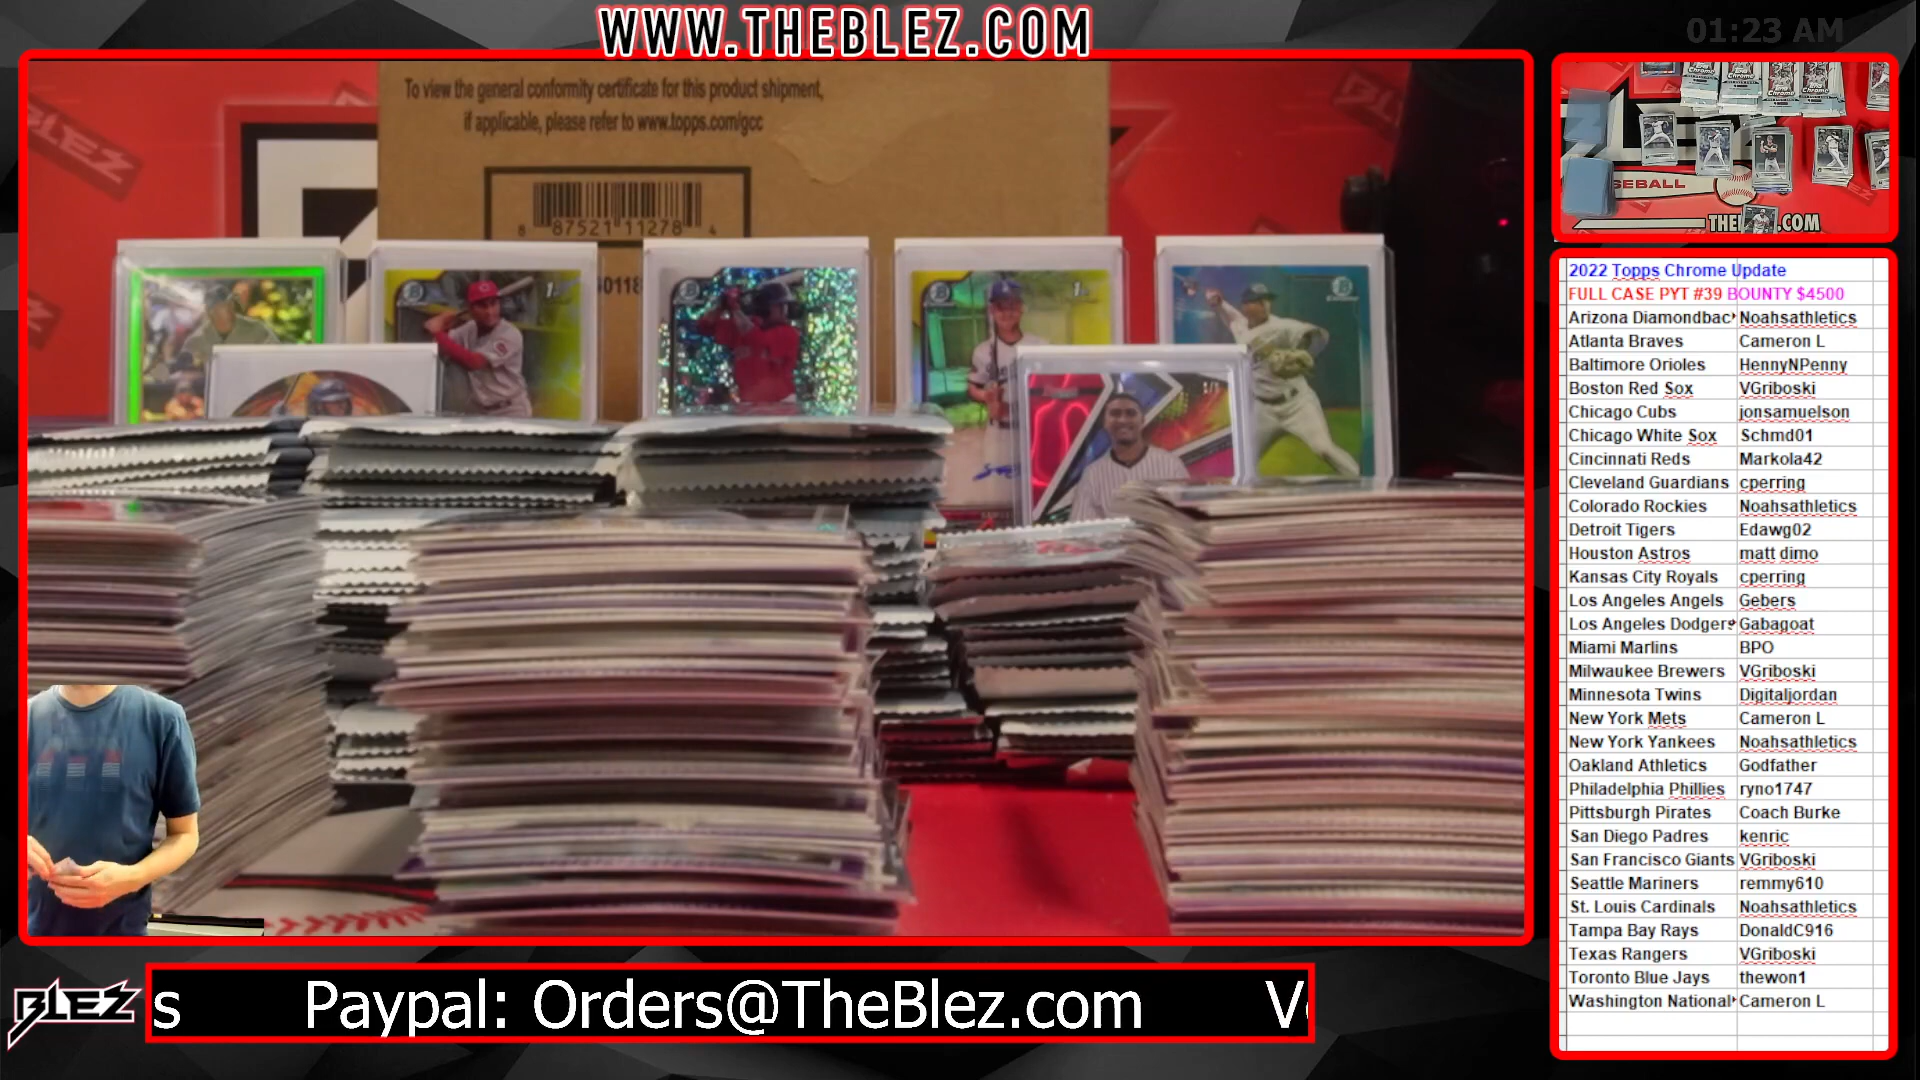 WWW.THEBLEZ.COM
01:23 AM
To view the general conformity certificate for this product shipment,
if applicable, please refer to www.topps.com/gcc
8 87521 11278 4
BLEZ
SEBALL
.COM
2022 Topps Chrome Update
FULL CASE PYT #39 BOUNTY $4500
Arizona Diamondbac Noahsathletics
Atlanta Braves Cameron L
Baltimore Orioles HennyNPenny
Boston Red Sox VGriboski
Chicago Cubs jonsamuelson
Chicago White Sox Schmd01
Cincinnati Reds Markola42
Cleveland Guardians cperring
Colorado Rockies Noahsathletics
Detroit Tigers Edawg02
Houston Astros matt dimo
Kansas City Royals cperring
Los Angeles Angels Gebers
Los Angeles Dodgers Gabagoat
Miami Marlins BPO
Milwaukee Brewers VGriboski
Minnesota Twins Digitaljordan
New York Mets Cameron L
New York Yankees Noahsathletics
Oakland Athletics Godfather
Philadelphia Phillies ryno1747
Pittsburgh Pirates Coach Burke
San Diego Padres kenric
San Francisco Giants VGriboski
Seattle Mariners remmy610
St. Louis Cardinals Noahsathletics
Tampa Bay Rays DonaldC916
Texas Rangers VGriboski
Toronto Blue Jays thewon1
Washington National Cameron L
BLEZ
s Paypal: Orders@TheBlez.com V